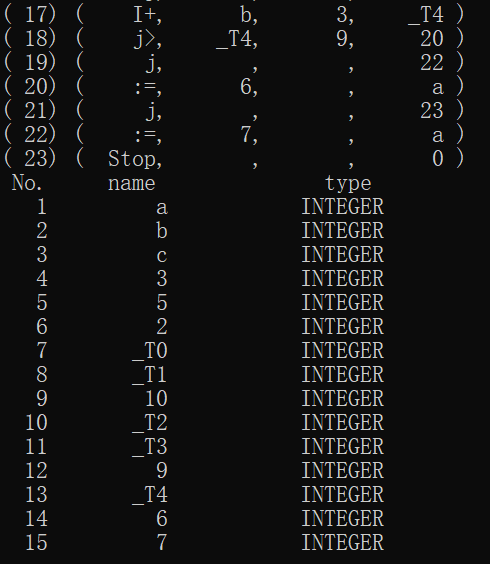 ( 17) ( I+, b, 3, _T4 )
( 18) ( j>, _T4, 9, 20 )
( 19) ( j, , , 22 )
( 20) ( :=, 6, , a )
( 21) ( j, , , 23 )
( 22) ( :=, 7, , a )
( 23) ( Stop, , , 0 )
No. name type
1 a INTEGER
2 b INTEGER
3 c INTEGER
4 3 INTEGER
5 5 INTEGER
6 2 INTEGER
7 _T0 INTEGER
8 _T1 INTEGER
9 10 INTEGER
10 _T2 INTEGER
11 _T3 INTEGER
12 9 INTEGER
13 _T4 INTEGER
14 6 INTEGER
15 7 INTEGER